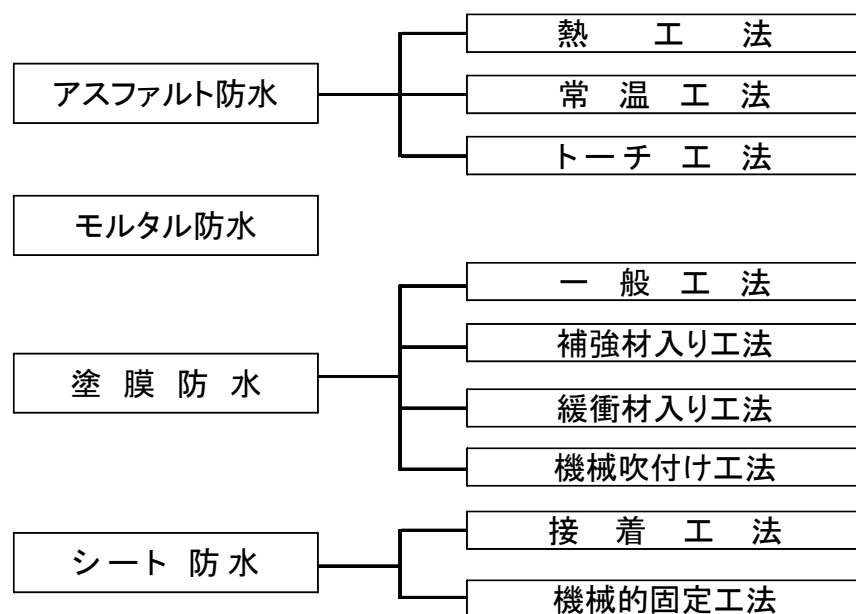 アスファルト防水
熱工法
常温工法
トーチ工法
モルタル防水
塗膜防水
一般工法
補強材入り工法
緩衝材入り工法
機械吹付け工法
シート防水
接着工法
機械的固定工法